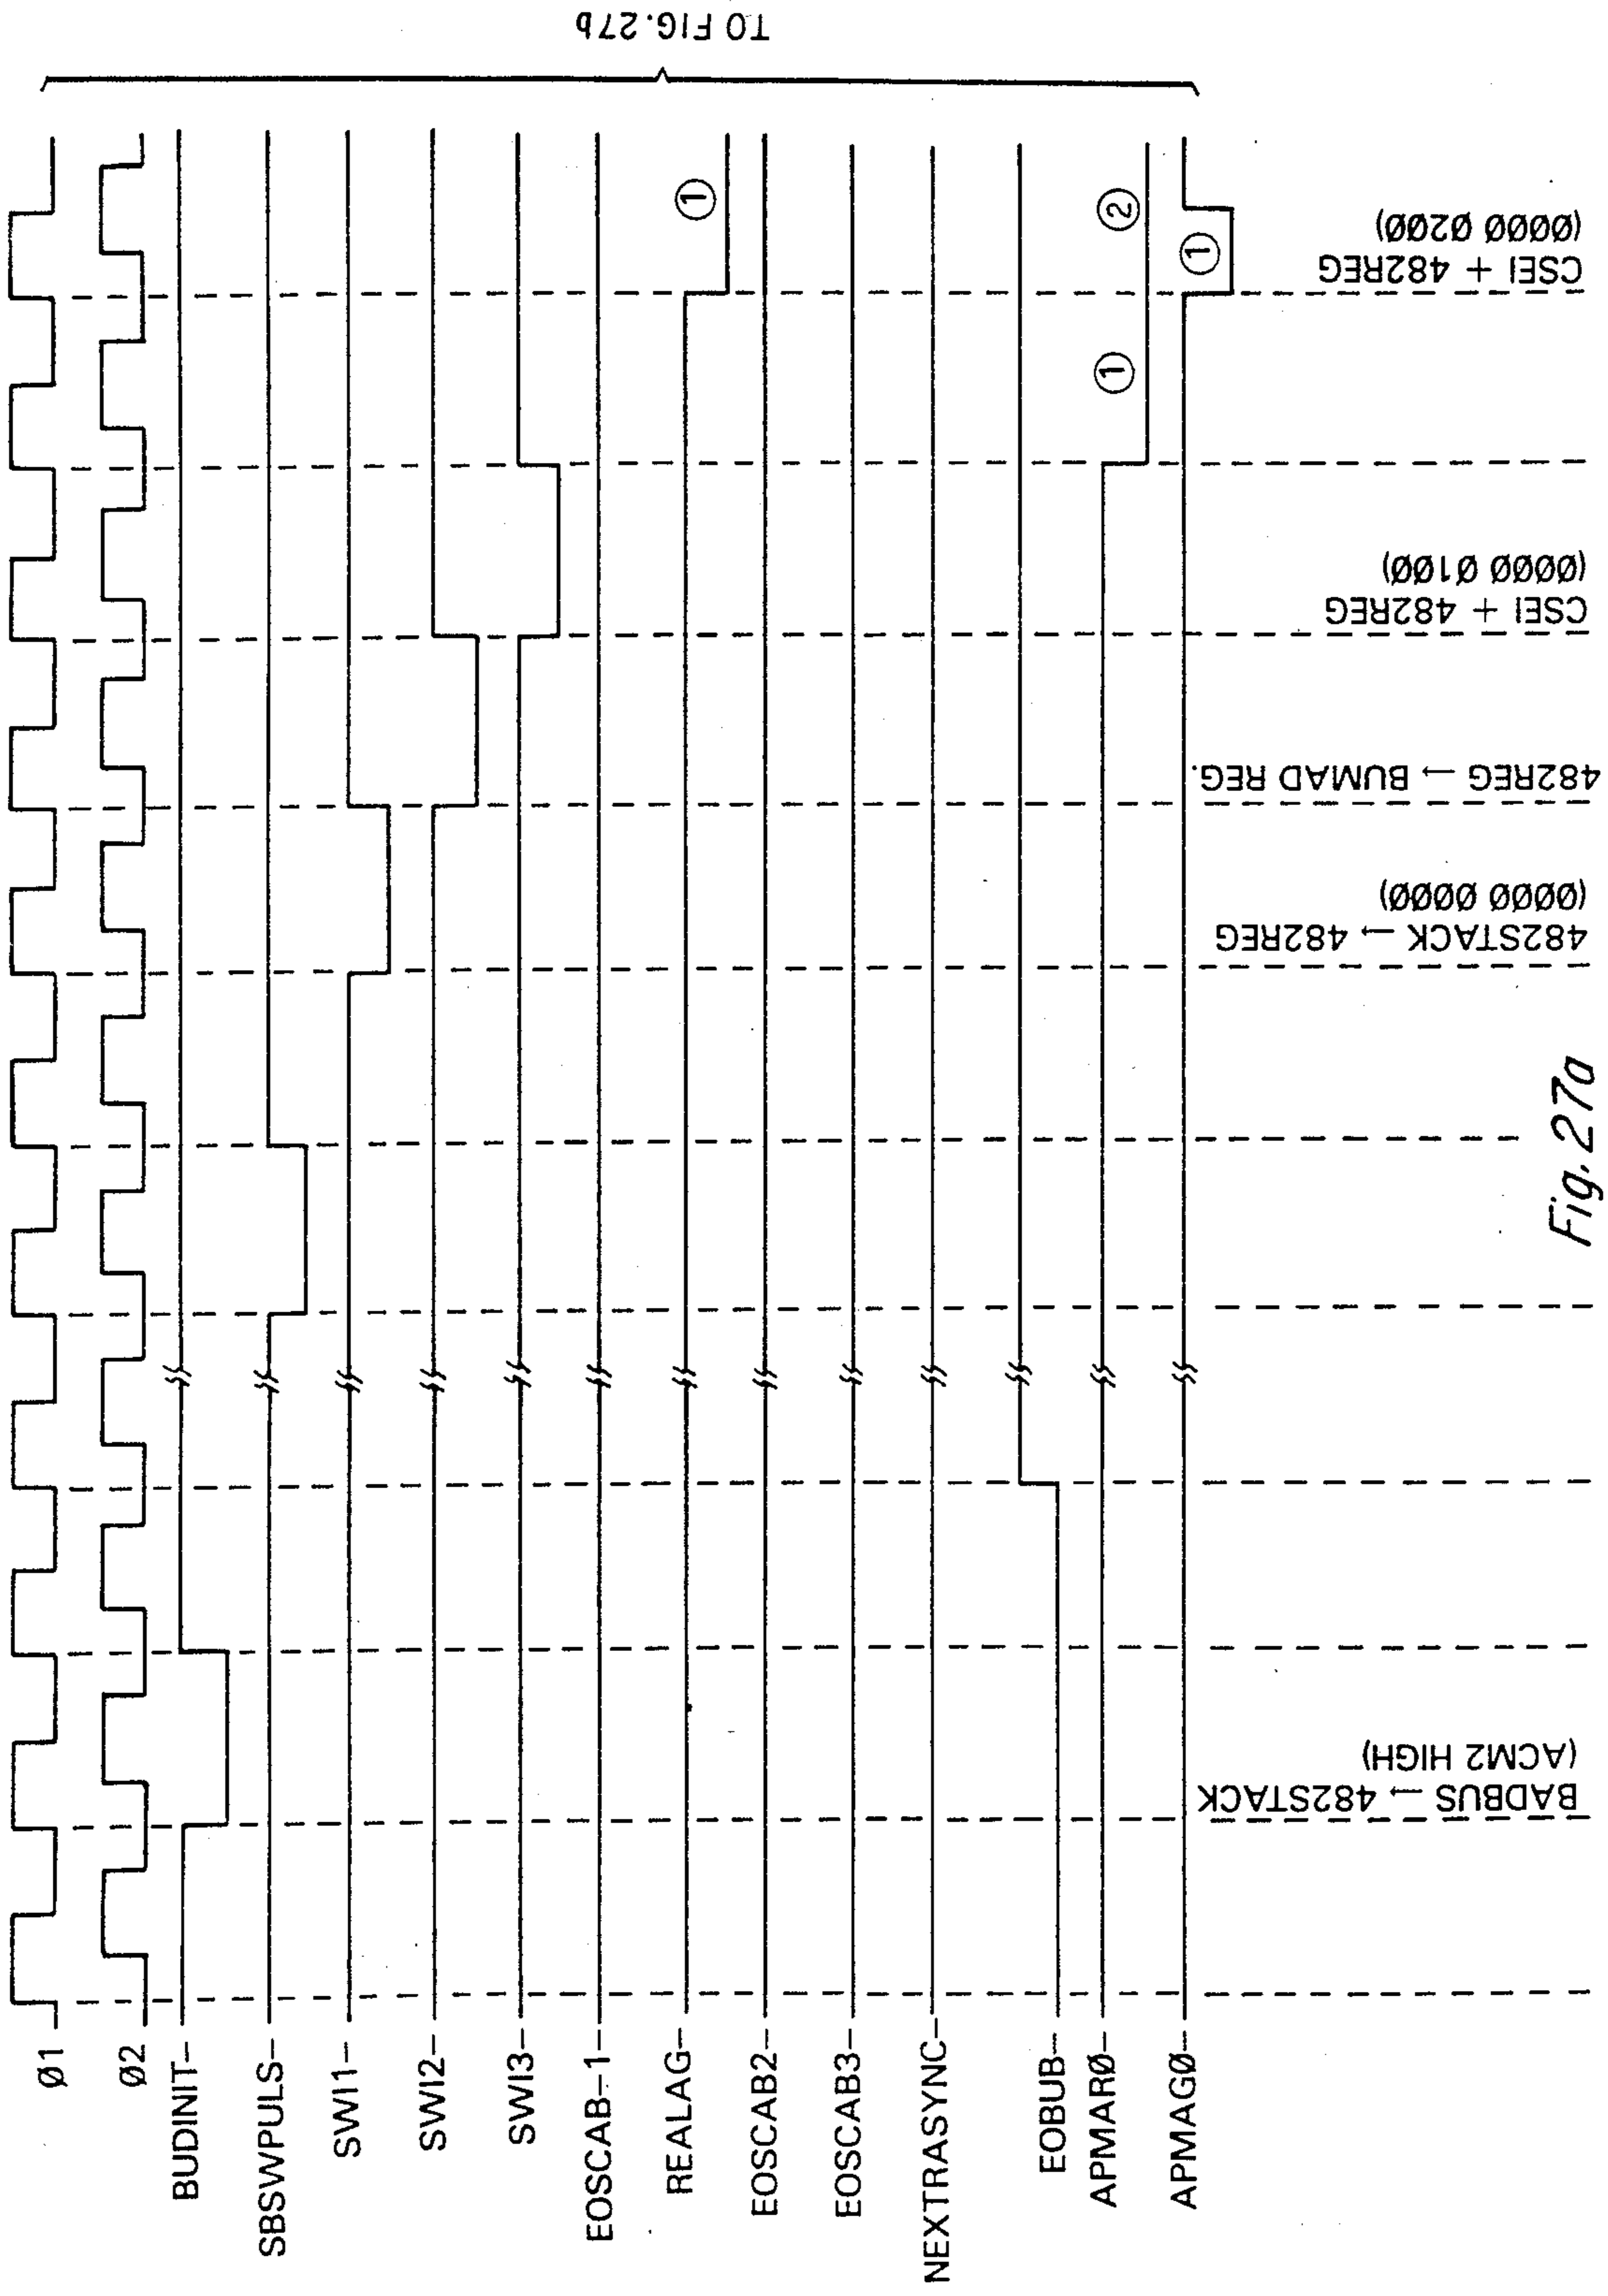 TO FIG.27b
Ø1
Ø2
BUDINIT-
SBSWPULS-
SWI1-
SWI2-
SWI3-
EOSCAB-1-
REALAG-
EOSCAB2-
EOSCAB3-
NEXTRASYNC-
EOBUB-
APMARØ-
APMAGØ-
①
①
②
①
BADBUS → 482STACK
(ACM2 HIGH)
482STACK → 482REG
(ØØØØ ØØØØ)
482REG → BUMAD REG.
CSEI + 482REG
(ØØØØ Ø1ØØ)
CSEI + 482REG
(ØØØØ Ø2ØØ)
Fig. 27a